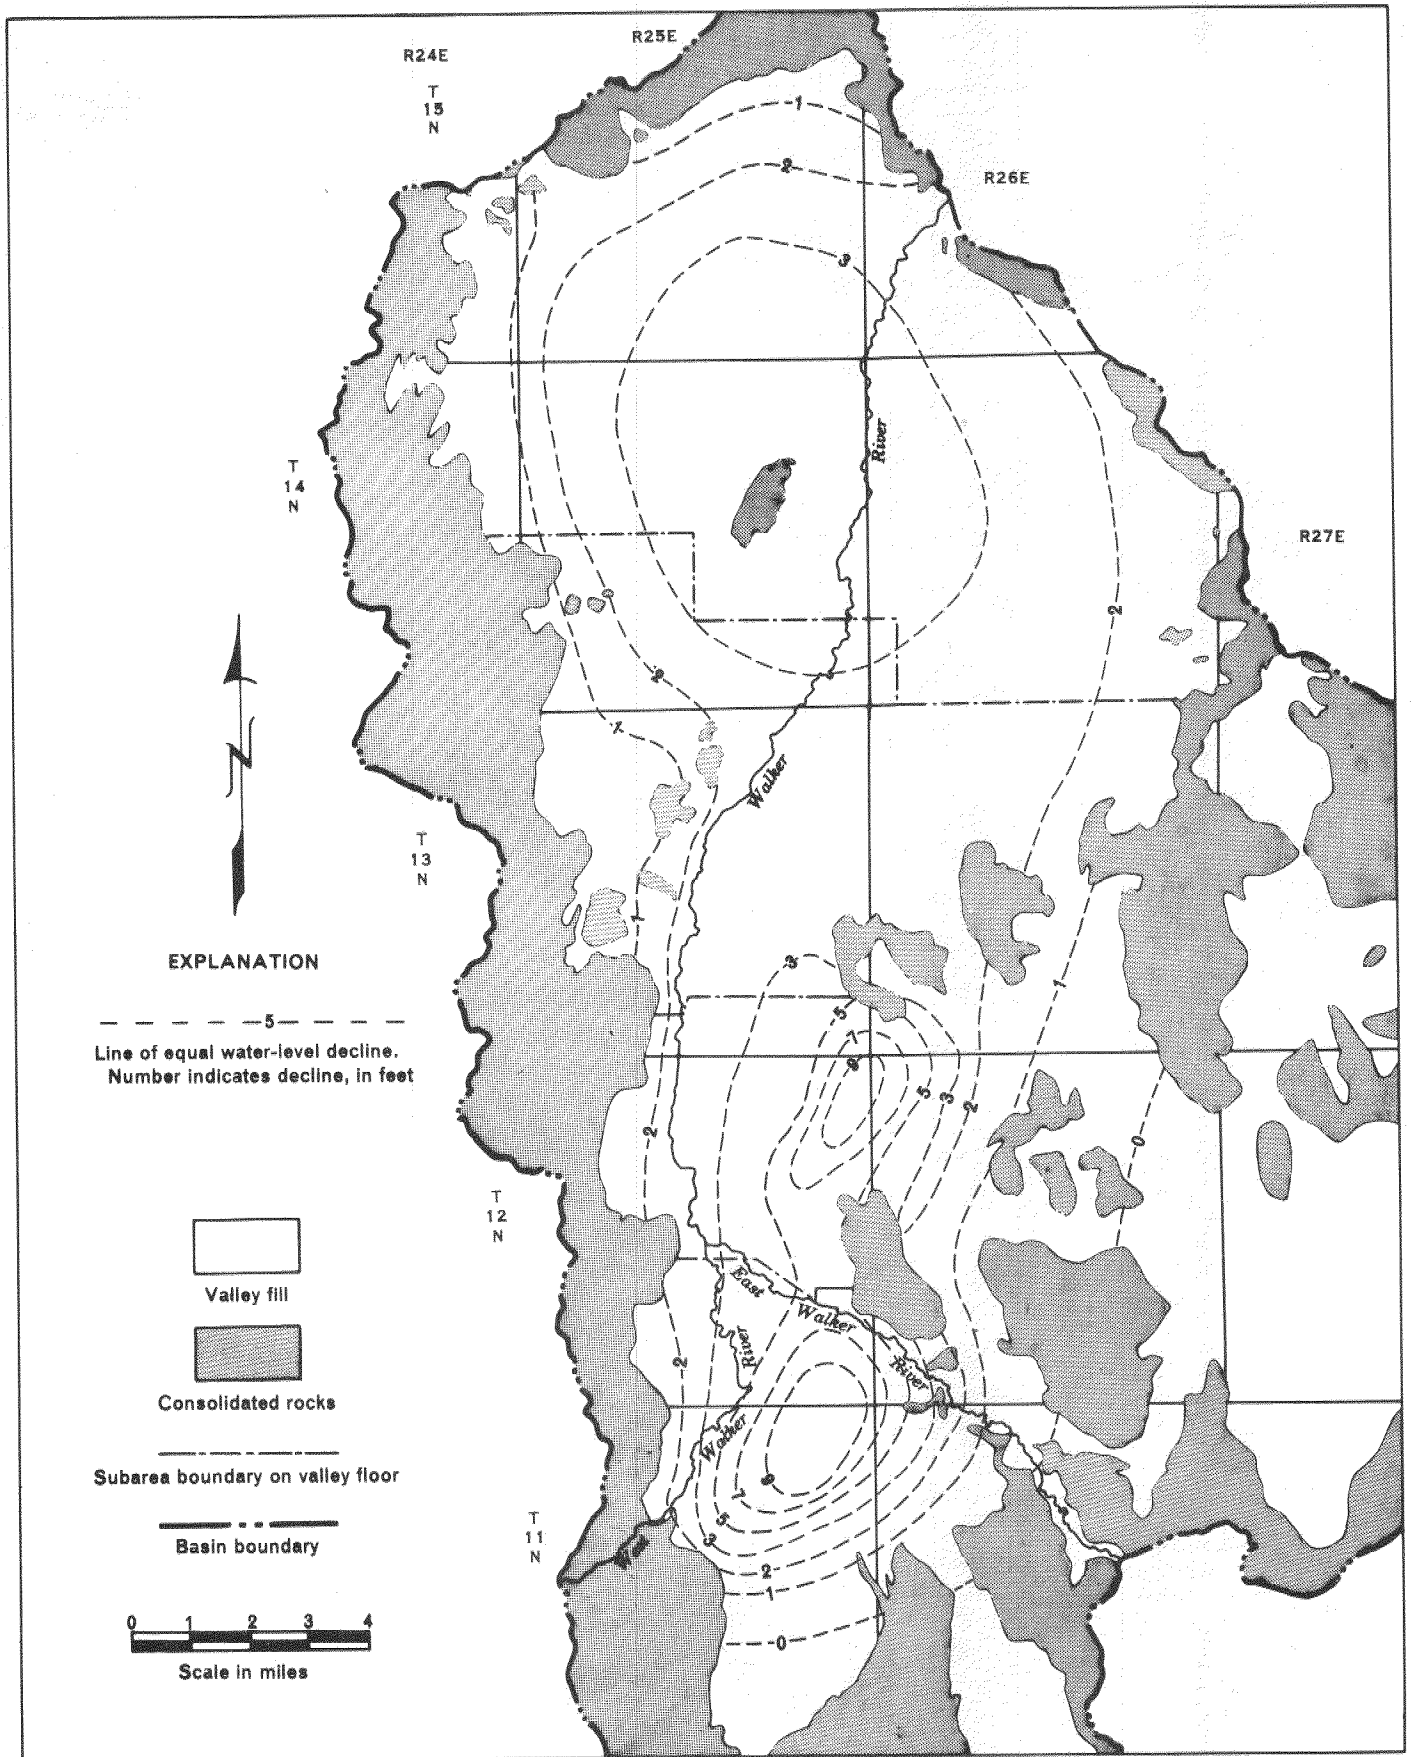 R24E
R25E
T
15
N
1
2
R26E
3
River
T
14
N
R27E
2
2
1
Walker
T
13
N
1
EXPLANATION
3
1
5
5
7
Line of equal water-level decline.
Number indicates decline, in feet
5
3
2
2
0
T
12
N
East
Walker
Valley fill
River
River
2
Consolidated rocks
Walker
Subarea boundary on valley floor
7
5
T
11
N
3
West
Basin boundary
2
1
0 1 2 3 4
0
Scale in miles